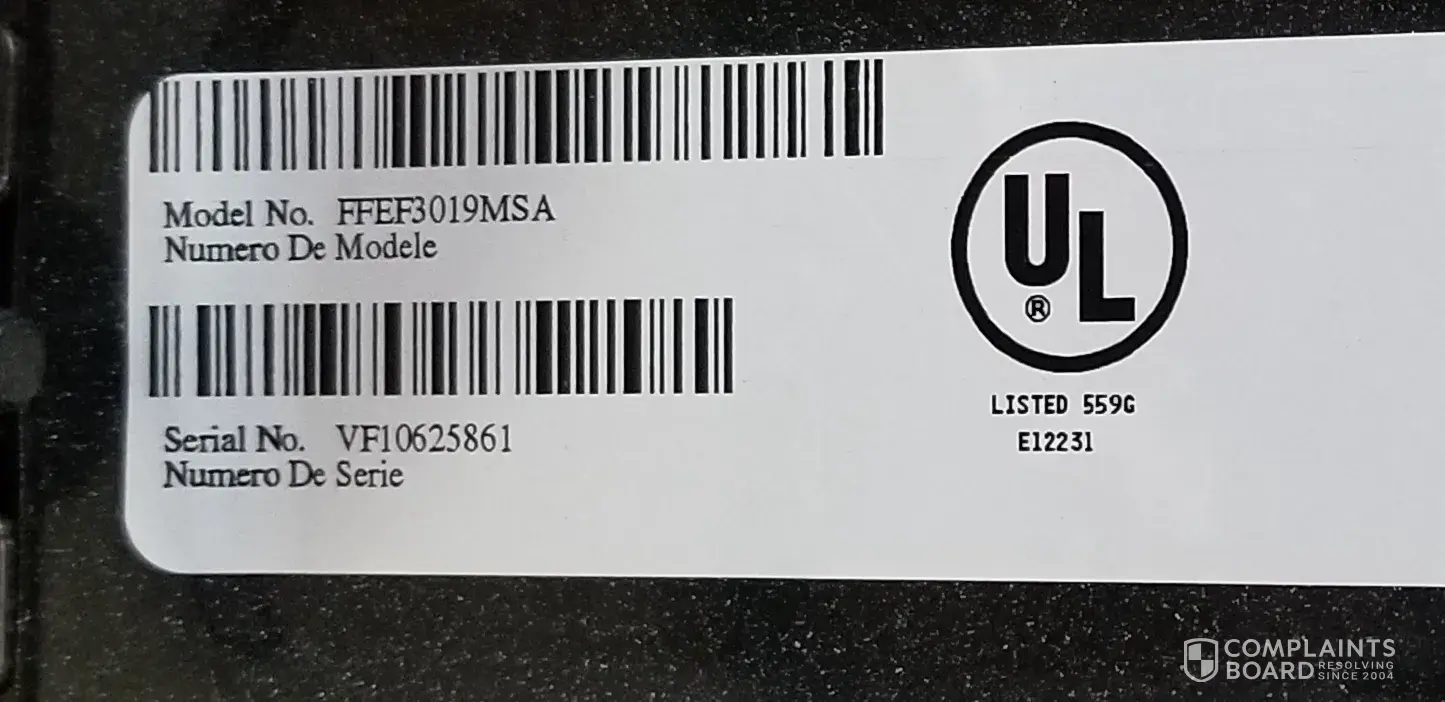 Model No. FFEF3019MSA
Numero De Modele
Serial No. VF10625861
Numero De Serie
UL
®
LISTED 559G
E12231
COMPLAINTS
BOARD RESOLVING
SINCE 2004